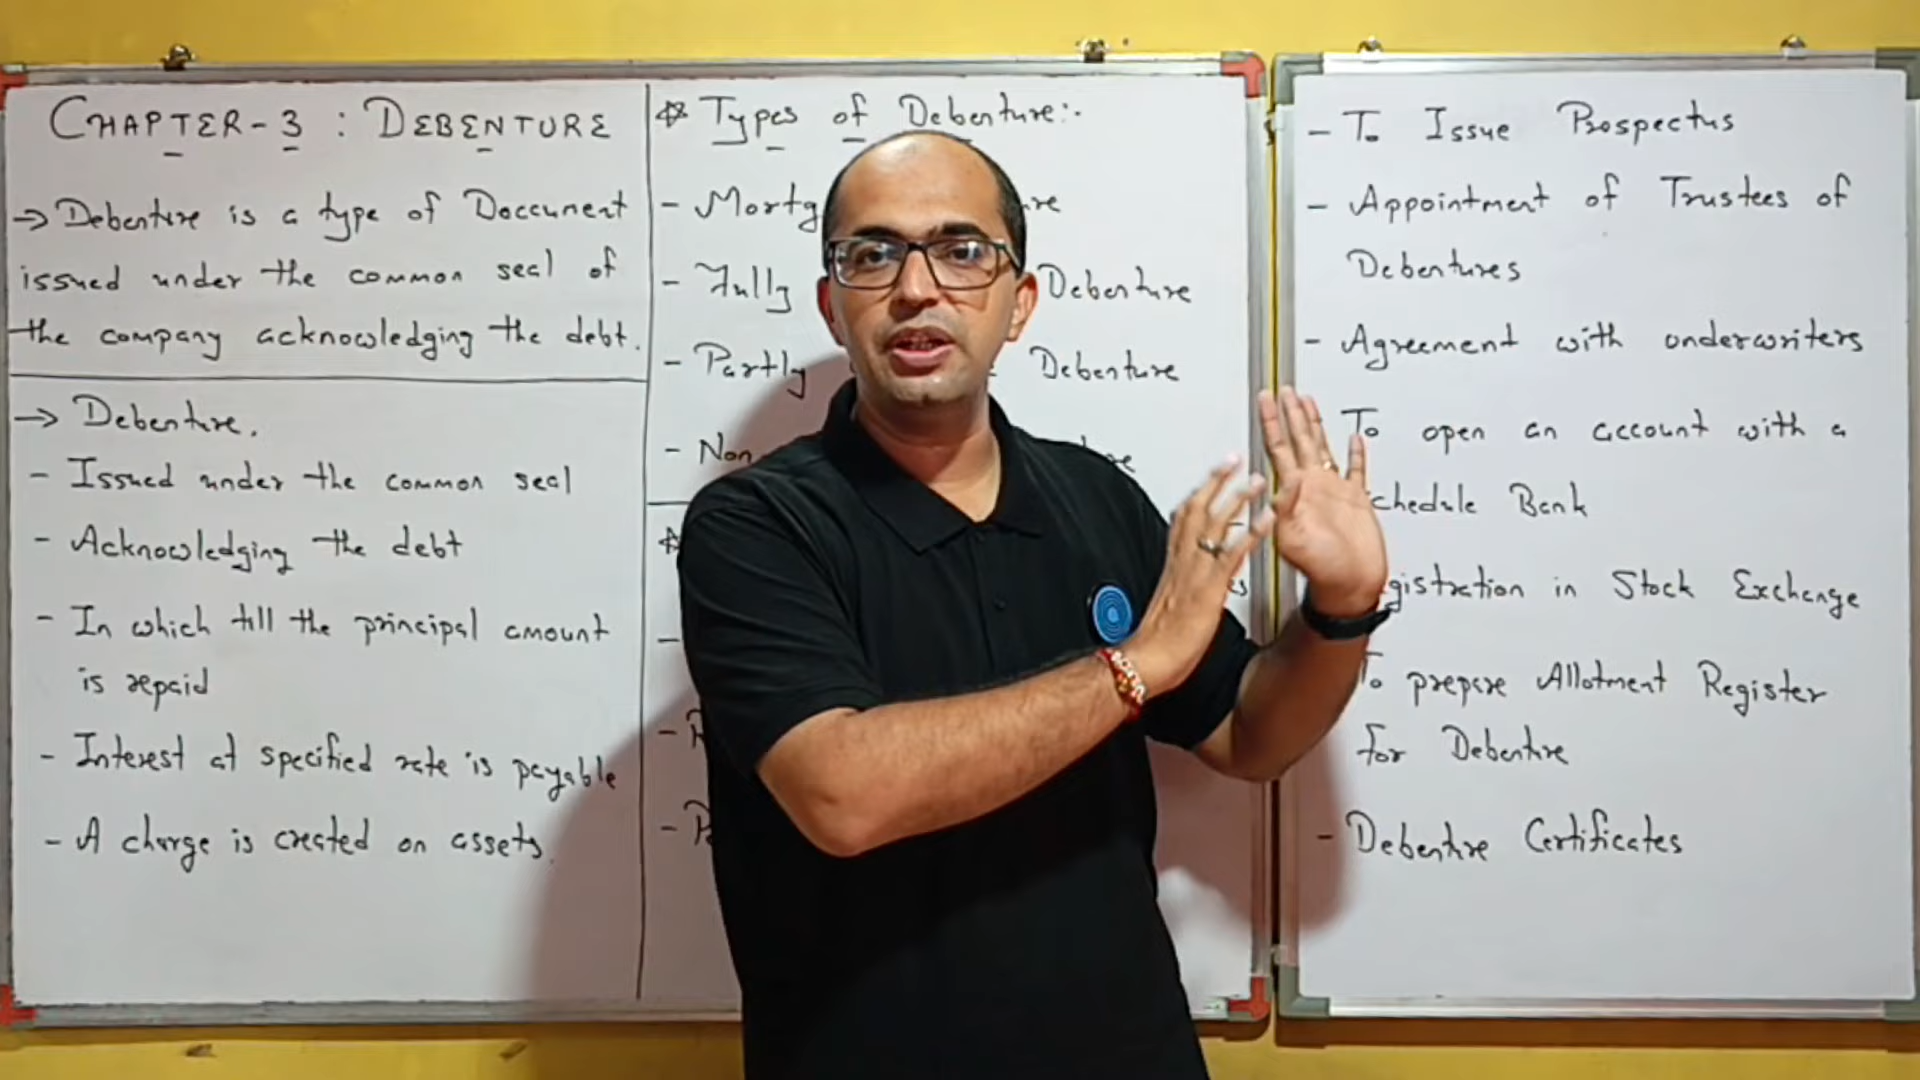 CHAPTER-3 : DEBENTURE
→ Debenture is a type of Doccument
issued under the common seal of
the company acknowledging the debt.
→ Debenture.
- Issued under the common seal
- Acknowledging the debt
- In which till the principal amount
is repaid
- Interest at specified rate is payable
- A charge is created on assets.
☆ Types of Debenture:-
- Mortg
- Fully Debenture
- Partly Debenture
- Non
- To Issue Prospectus
- Appointment of Trustees of
Debentures
- Agreement with underwriters
To open an account with a
chedule Bank
gistration in Stock Exchange
To prepare Allotment Register
for Debenture
- Debenture Certificates